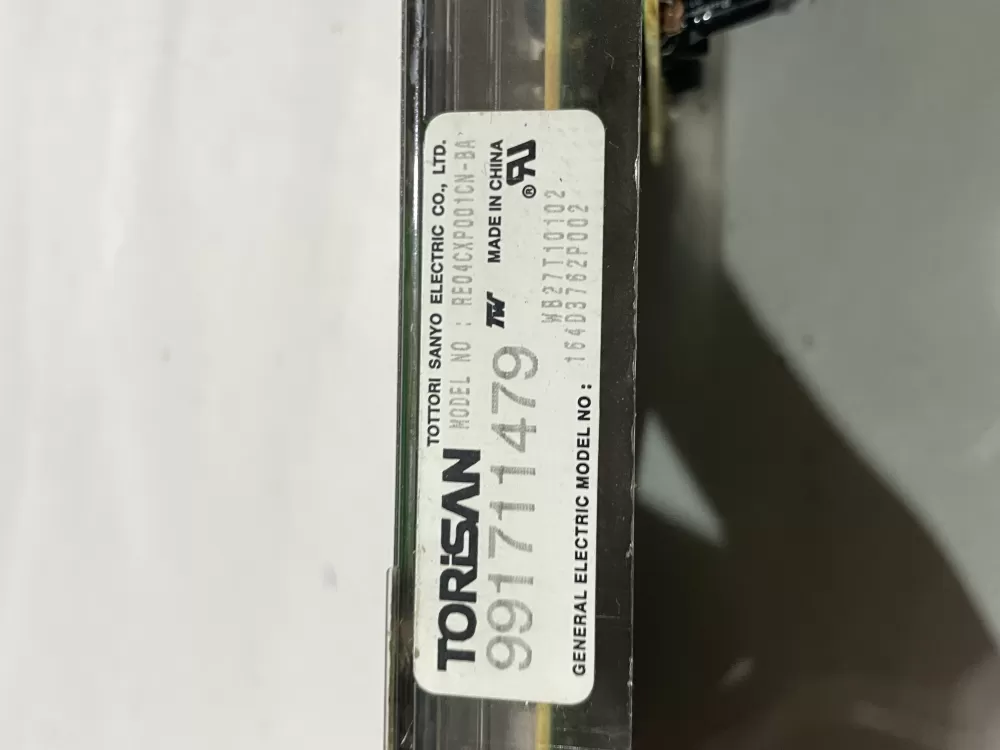 TORiSAN TOTTORI SANYO ELECTRIC CO., LTD.
MODEL NO : RE04CXP001CN-BA
991711479 TW MADE IN CHINA
WB27T10102
GENERAL ELECTRIC MODEL NO : 164D3762P002